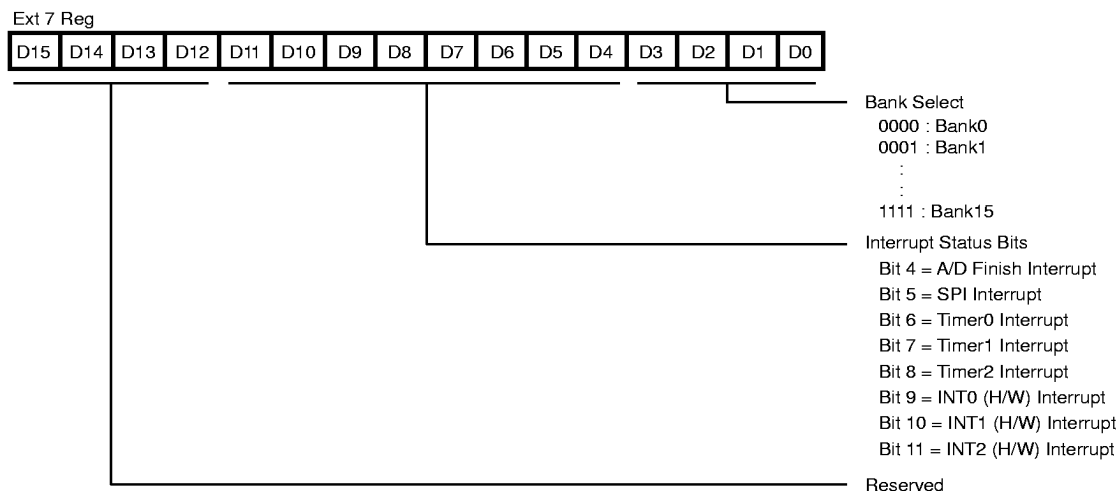 Ext 7 Reg
D15 D14 D13 D12 D11 D10 D9 D8 D7 D6 D5 D4 D3 D2 D1 D0
Bank Select
0000 : Bank0
0001 : Bank1
:
:
1111 : Bank15
Interrupt Status Bits
Bit 4 = A/D Finish Interrupt
Bit 5 = SPI Interrupt
Bit 6 = Timer0 Interrupt
Bit 7 = Timer1 Interrupt
Bit 8 = Timer2 Interrupt
Bit 9 = INT0 (H/W) Interrupt
Bit 10 = INT1 (H/W) Interrupt
Bit 11 = INT2 (H/W) Interrupt
Reserved